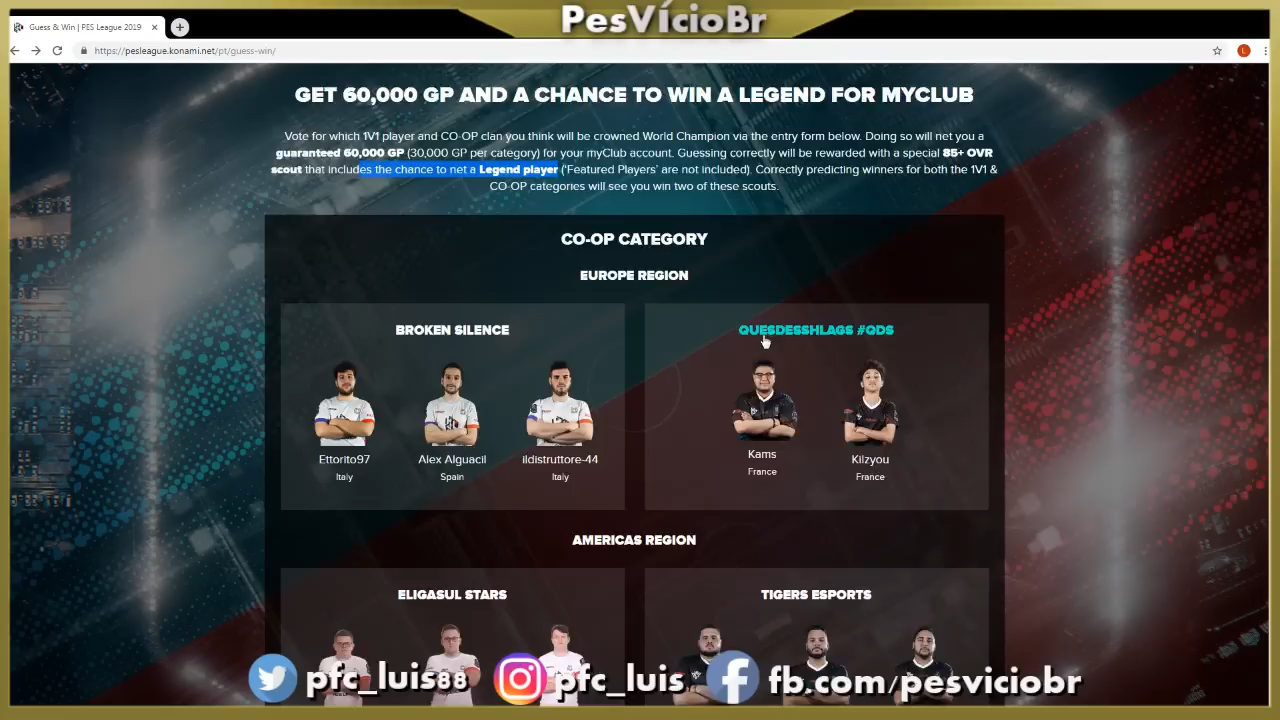 PesVícioBr
Guess & Win | PES League 2019
https://pesleague.konami.net/pt/guess-win/
L
GET 60,000 GP AND A CHANCE TO WIN A LEGEND FOR MYCLUB
Vote for which 1V1 player and CO-OP clan you think will be crowned World Champion via the entry form below. Doing so will net you a
guaranteed 60,000 GP (30,000 GP per category) for your myClub account. Guessing correctly will be rewarded with a special 85+ OVR
scout that includes the chance to net a Legend player ('Featured Players' are not included). Correctly predicting winners for both the 1V1 &
CO-OP categories will see you win two of these scouts.
CO-OP CATEGORY
EUROPE REGION
BROKEN SILENCE
Ettorito97
Italy
Alex Alguacil
Spain
ildistruttore-44
Italy
QUESDESSHLAGS #QDS
Kams
France
Kilzyou
France
AMERICAS REGION
ELIGASUL STARS
TIGERS ESPORTS
pfc_luis88
pfc_luis
fb.com/pesviciobr